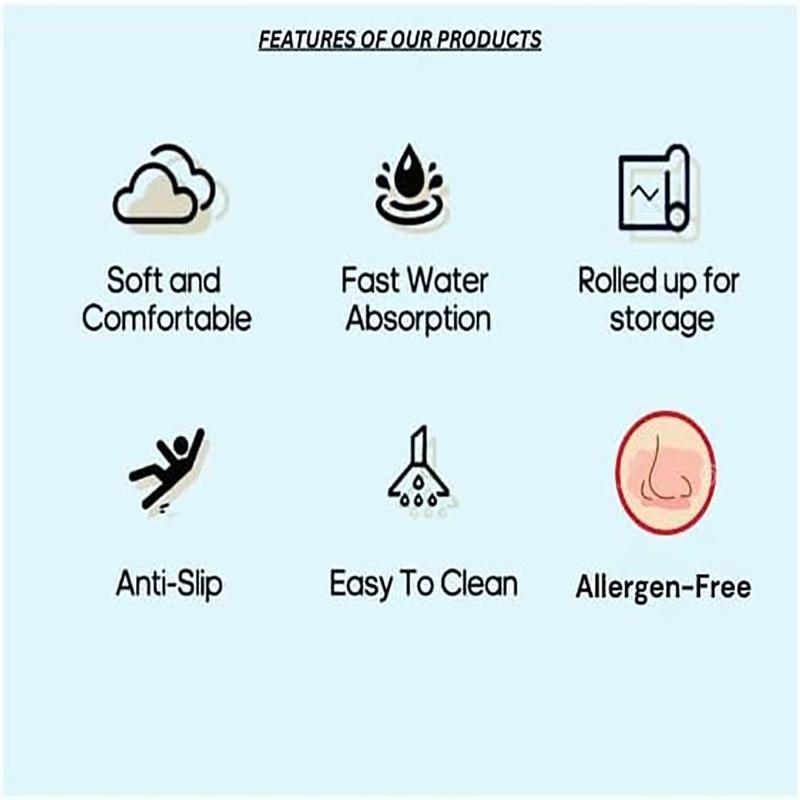 FEATURES OF OUR PRODUCTS
Soft and
Comfortable
Fast Water
Absorption
Rolled up for
storage
Anti-Slip
Easy To Clean
Allergen-Free